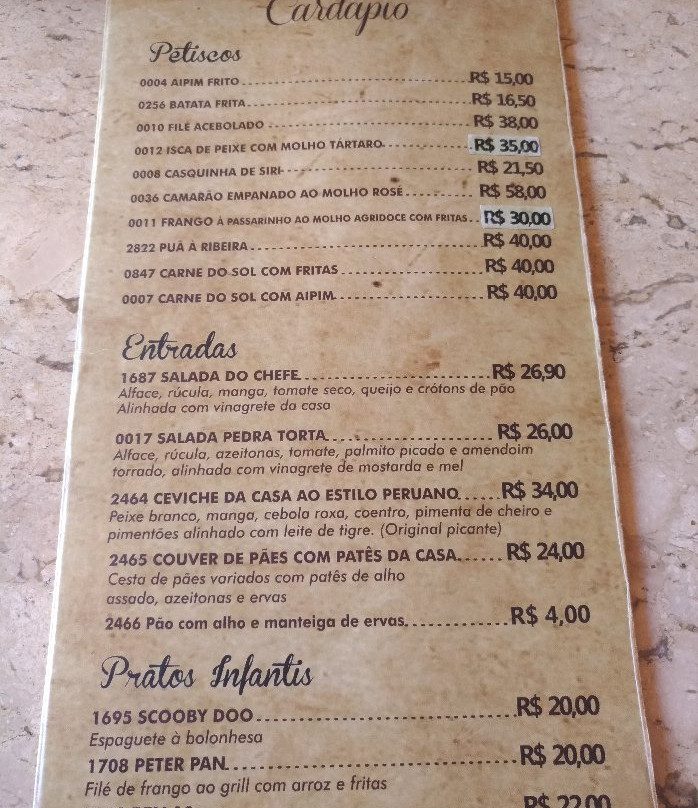 Cardápio
Petiscos
0004 AIPIM FRITO R$ 15,00
0256 BATATA FRITA R$ 16,50
0010 FILÉ ACEBOLADO R$ 38,00
0012 ISCA DE PEIXE COM MOLHO TÁRTARO R$ 35,00
0008 CASQUINHA DE SIRI R$ 21,50
0036 CAMARÃO EMPANADO AO MOLHO ROSÉ R$ 58,00
0011 FRANGO À PASSARINHO AO MOLHO AGRIDOCE COM FRITAS R$ 30,00
2822 PUÃ À RIBEIRA R$ 40,00
0847 CARNE DO SOL COM FRITAS R$ 40,00
0007 CARNE DO SOL COM AIPIM R$ 40,00
Entradas
1687 SALADA DO CHEFE R$ 26,90
Alface, rúcula, manga, tomate seco, queijo e crótons de pão
Alinhada com vinagrete da casa
0017 SALADA PEDRA TORTA R$ 26,00
Alface, rúcula, azeitonas, tomate, palmito picado e amendoim
torrado, alinhada com vinagrete de mostarda e mel
2464 CEVICHE DA CASA AO ESTILO PERUANO R$ 34,00
Peixe branco, manga, cebola roxa, coentro, pimenta de cheiro e
pimentões alinhado com leite de tigre. (Original picante)
2465 COUVER DE PÃES COM PATÊS DA CASA R$ 24,00
Cesta de pães variados com patês de alho
assado, azeitonas e ervas
2466 Pão com alho e manteiga de ervas R$ 4,00
Pratos Infantis
1695 SCOOBY DOO R$ 20,00
Espaguete à bolonhesa
1708 PETER PAN R$ 20,00
Filé de frango ao grill com arroz e fritas
R$ 22,00